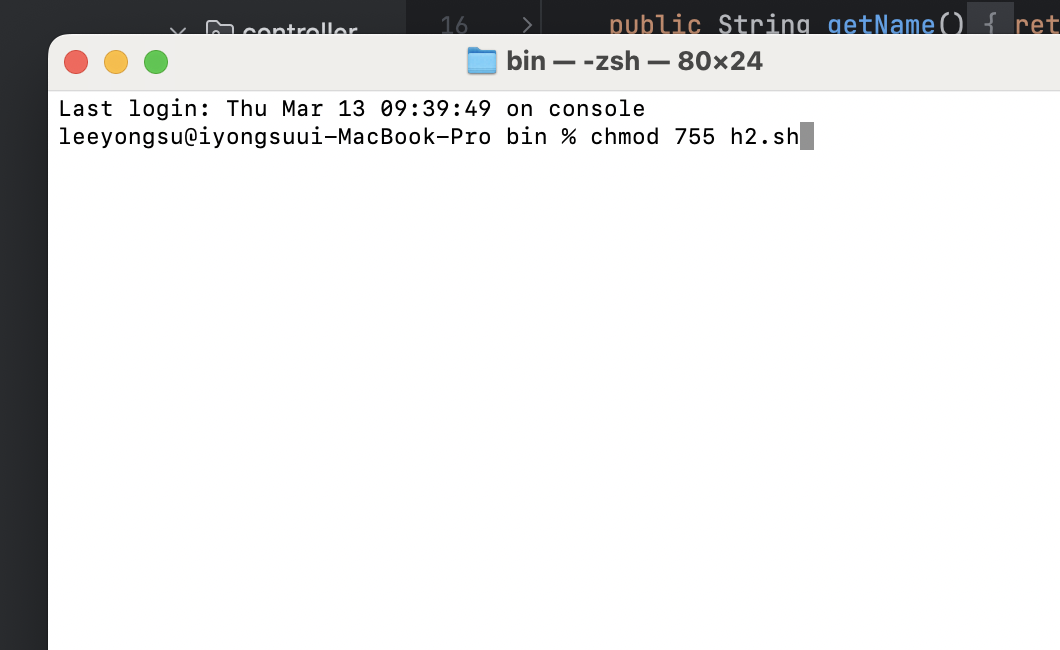 controller
16 public String getName() { ret
bin — -zsh — 80×24
Last login: Thu Mar 13 09:39:49 on console
leeyongsu@iyongsuui-MacBook-Pro bin % chmod 755 h2.sh